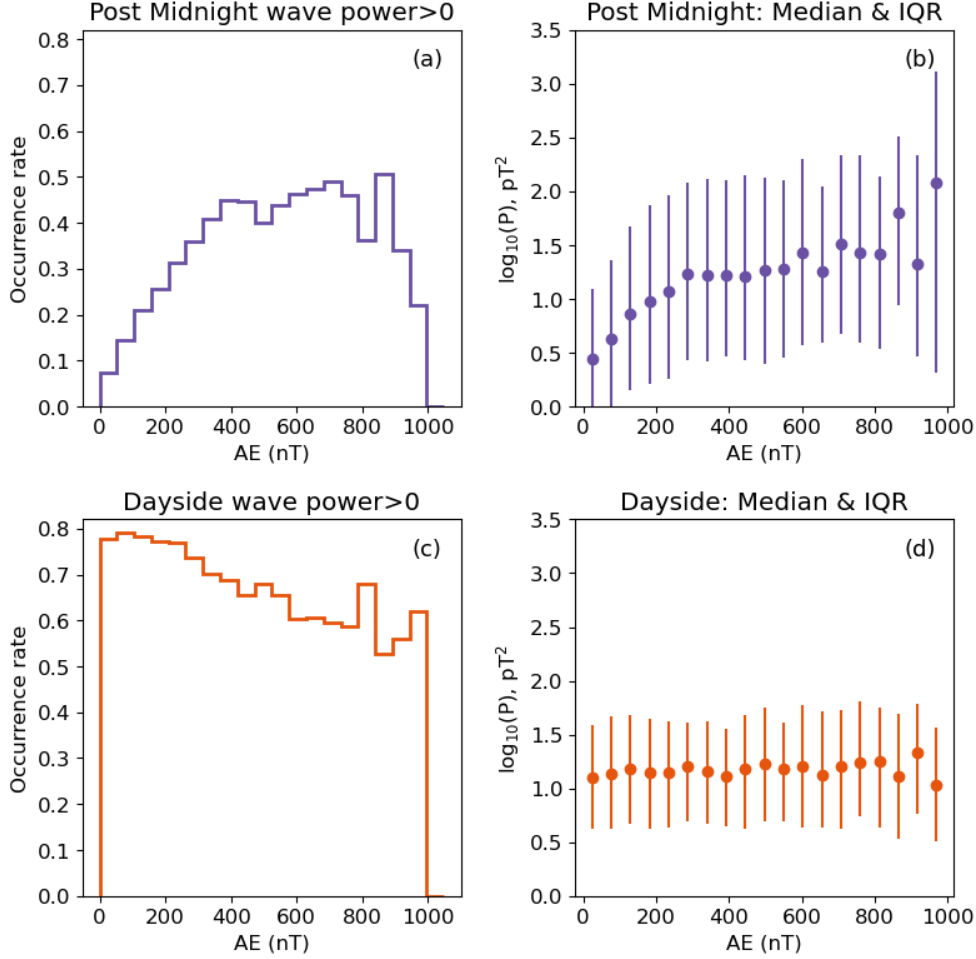 Post Midnight wave power>0
(a)
Occurrence rate
0.8
0.7
0.6
0.5
0.4
0.3
0.2
0.1
0.0
0 200 400 600 800 1000
AE (nT)
Post Midnight: Median & IQR
(b)
log₁₀(P), pT²
3.5
3.0
2.5
2.0
1.5
1.0
0.5
0.0
0 200 400 600 800 1000
AE (nT)
Dayside wave power>0
(c)
Occurrence rate
0.8
0.7
0.6
0.5
0.4
0.3
0.2
0.1
0.0
0 200 400 600 800 1000
AE (nT)
Dayside: Median & IQR
(d)
log₁₀(P), pT²
3.5
3.0
2.5
2.0
1.5
1.0
0.5
0.0
0 200 400 600 800 1000
AE (nT)